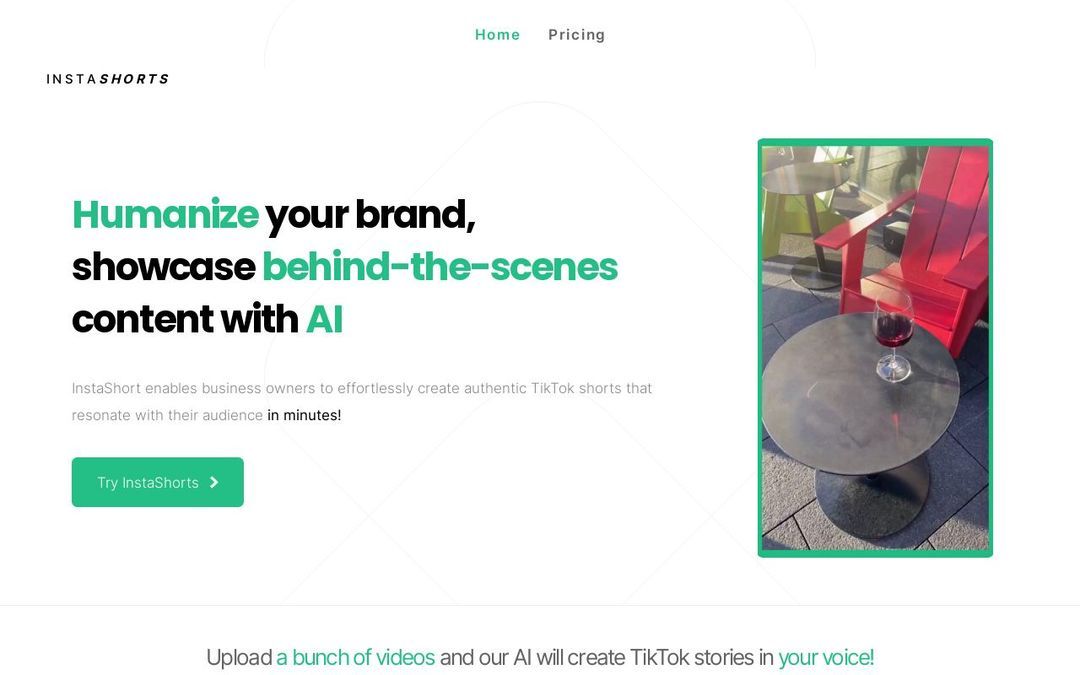 Home Pricing
INSTASHORTS
Humanize your brand,
showcase behind-the-scenes
content with AI
InstaShort enables business owners to effortlessly create authentic TikTok shorts that
resonate with their audience in minutes!
Try InstaShorts
Upload a bunch of videos and our AI will create TikTok stories in your voice!